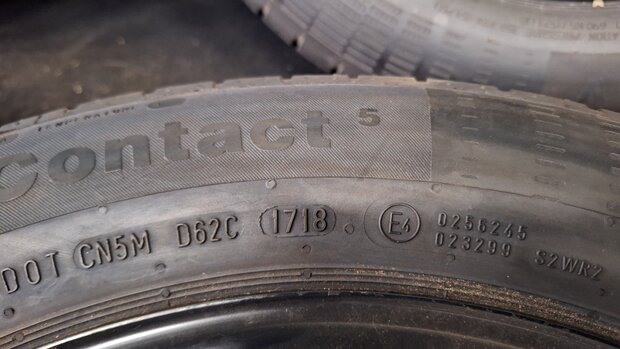 Contact 5
DOT CN5M D62C 1718 E4 0256245
023299 S2WR2